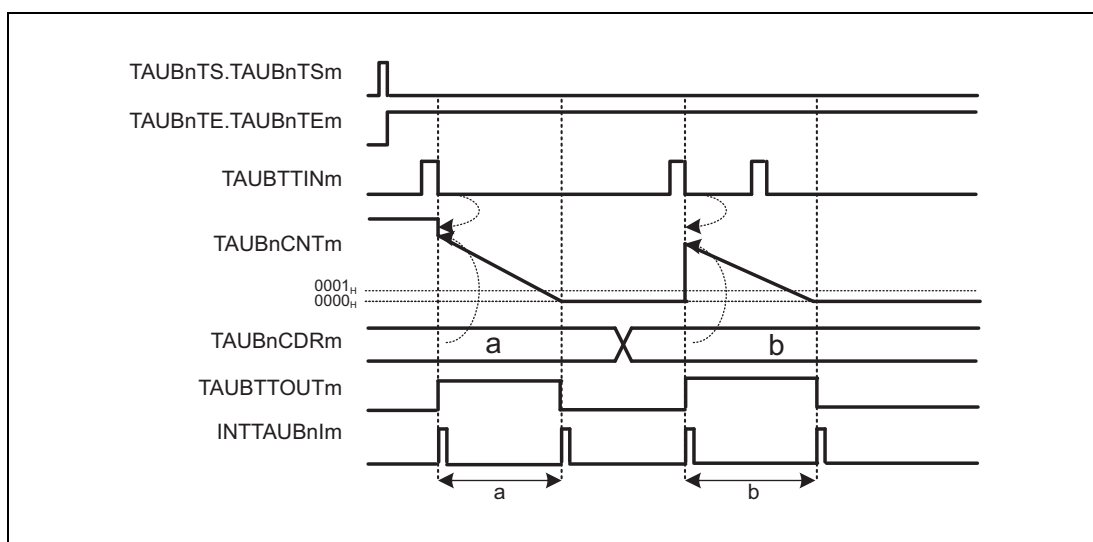 TAUBnTS.TAUBnTSm
TAUBnTE.TAUBnTEm
TAUBTTINm
TAUBnCNTm
0001H
0000H
TAUBnCDRm
a
b
TAUBTTOUTm
INTTAUBnIm
a
b